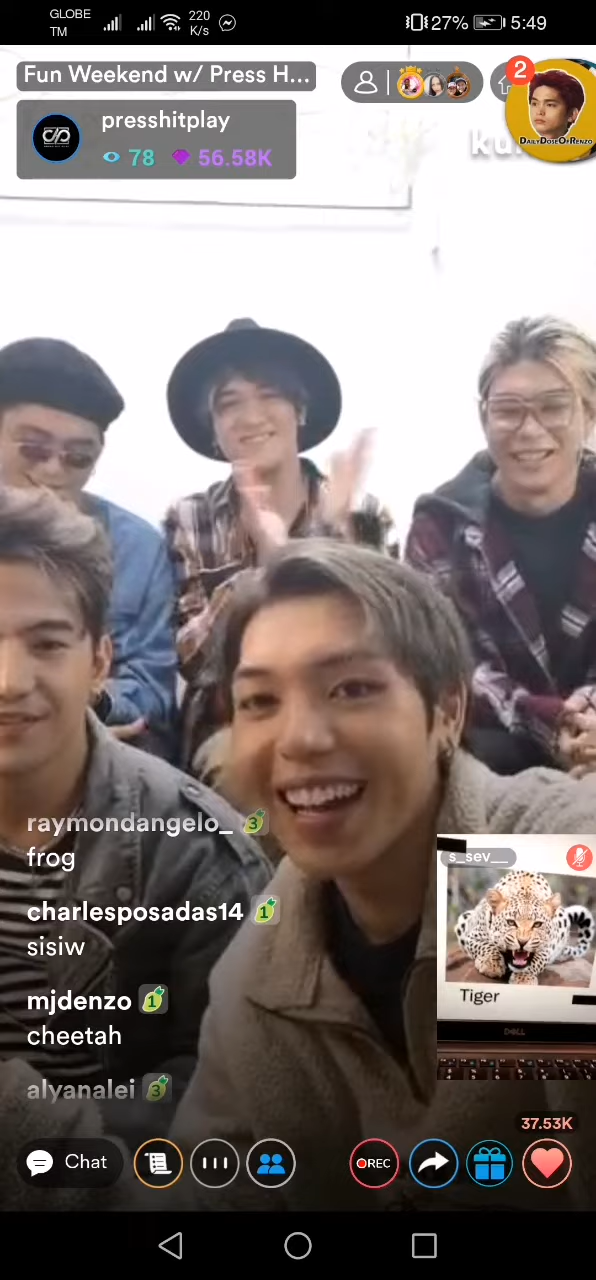 GLOBE
TM
220
K/s
27%
5:49
Fun Weekend w/ Press H...
2
DAILYDOSEOFRENZO
presshitplay
78
56.58K
raymondangelo_ 3
frog
charlesposadas14 1
sisiw
mjdenzo 1
cheetah
alyanalei 3
s_sev__
Tiger
DELL
37.53K
Chat
REC